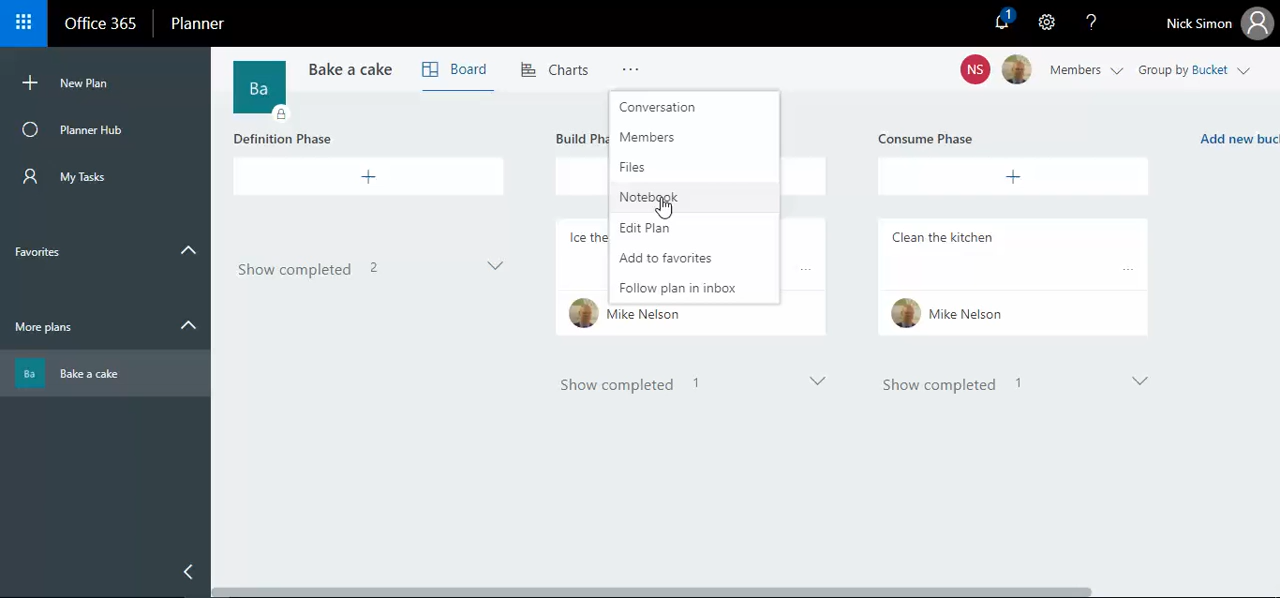 Office 365 Planner 1 ? Nick Simon
New Plan
Planner Hub
My Tasks
Favorites
More plans
Ba Bake a cake
Ba Bake a cake Board Charts ... NS Members Group by Bucket
Conversation
Members
Files
Notebook
Edit Plan
Add to favorites
Follow plan in inbox
Definition Phase
Show completed 2
Build Pha
Ice the
...
Mike Nelson
Show completed 1
Consume Phase
Clean the kitchen
...
Mike Nelson
Show completed 1
Add new buc